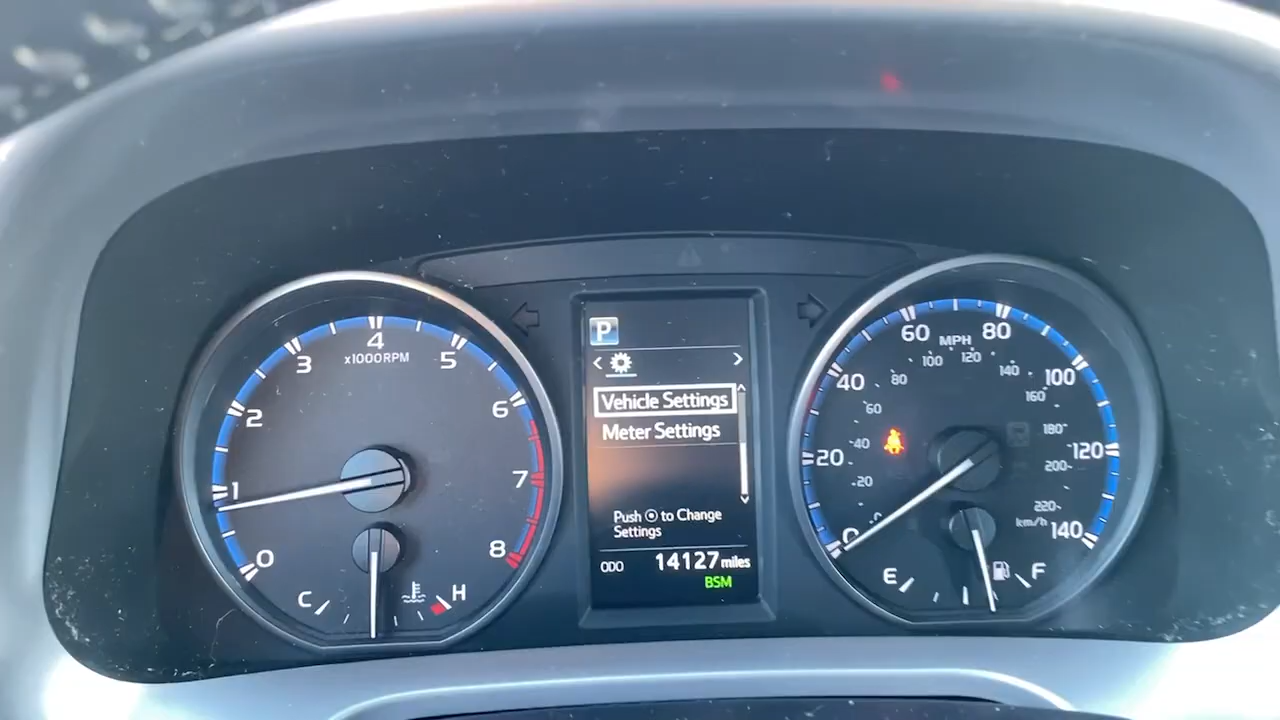 0
1
2
3
4
5
6
7
8
x1000RPM
C
H
P
< >
Vehicle Settings
Meter Settings
Push ⦿ to Change
Settings
ODO 14127 miles
BSM
0
20
40
60
80
100
120
140
MPH
20
40
60
80
100
120
140
160
180
200
220
km/h
E
F